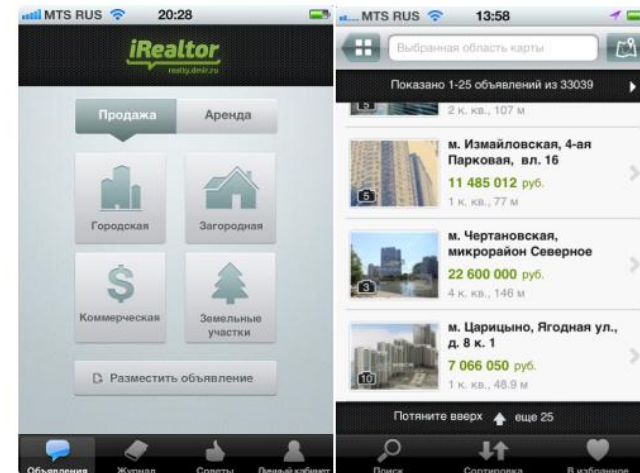 MTS RUS 20:28
iRealtor
realty.dmir.ru
Продажа Аренда
Городская Загородная
$
Коммерческая Земельные
участки
Разместить объявление
Объявления Журнал Советы Личный кабинет
MTS RUS 13:58
Выбранная область карты
Показано 1-25 объявлений из 33039
5
2 к. кв., 107 м
м. Измайловская, 4-ая
Парковая, вл. 16
11 485 012 руб.
5
1 к. кв., 77 м
м. Чертановская,
микрорайон Северное
22 600 000 руб.
3
4 к. кв., 146 м
м. Царицыно, Ягодная ул.,
д. 8 к. 1
7 066 050 руб.
10
1 к. кв., 48.9 м
Потяните вверх еще 25
Поиск Сортировка В избранное